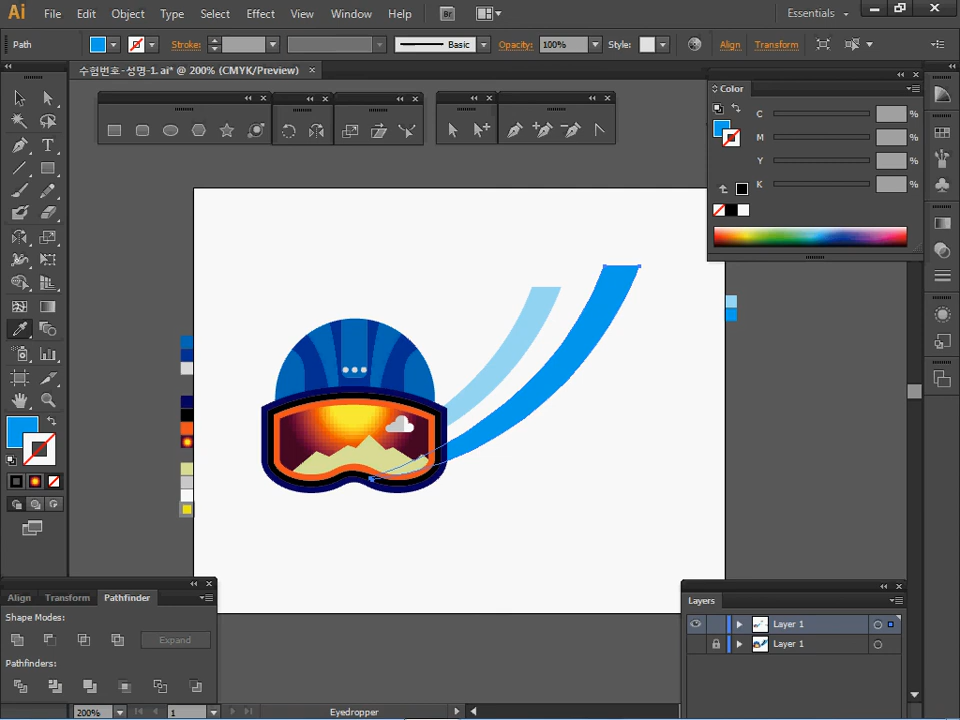 Ai File Edit Object Type Select Effect View Window Help Br Essentials
Path Stroke: Basic Opacity: 100% Style: Align Transform
수험번호-성명-1.ai* @ 200% (CMYK/Preview)
Color
C %
M %
Y %
K %
Align Transform Pathfinder
Shape Modes:
Expand
Pathfinders:
Layers
Layer 1
Layer 1
200% 1 Eyedropper